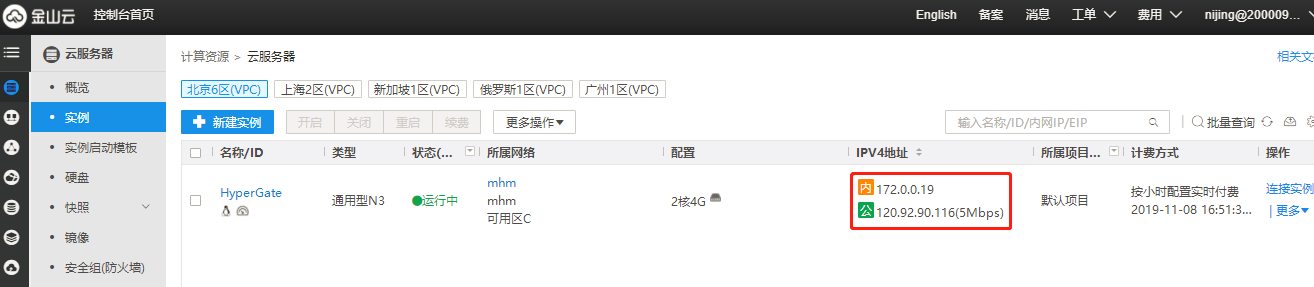 金山云 控制台首页 English 备案 消息 工单 费用 nijing@200009...
云服务器
概览
实例
实例启动模板
硬盘
快照
镜像
安全组(防火墙)
计算资源 > 云服务器
相关文
北京6区(VPC) 上海2区(VPC) 新加坡1区(VPC) 俄罗斯1区(VPC) 广州1区(VPC)
新建实例 开启 关闭 重启 续费 更多操作 输入名称/ID/内网IP/EIP 批量查询
名称/ID 类型 状态(... 所属网络 配置 IPV4地址 所属项目... 计费方式 操作
HyperGate 通用型N3 运行中 mhm
mhm
可用区C
2核4G
内 172.0.0.19
公 120.92.90.116(5Mbps)
默认项目
按小时配置实时付费
2019-11-08 16:51:3...
连接实例
| 更多